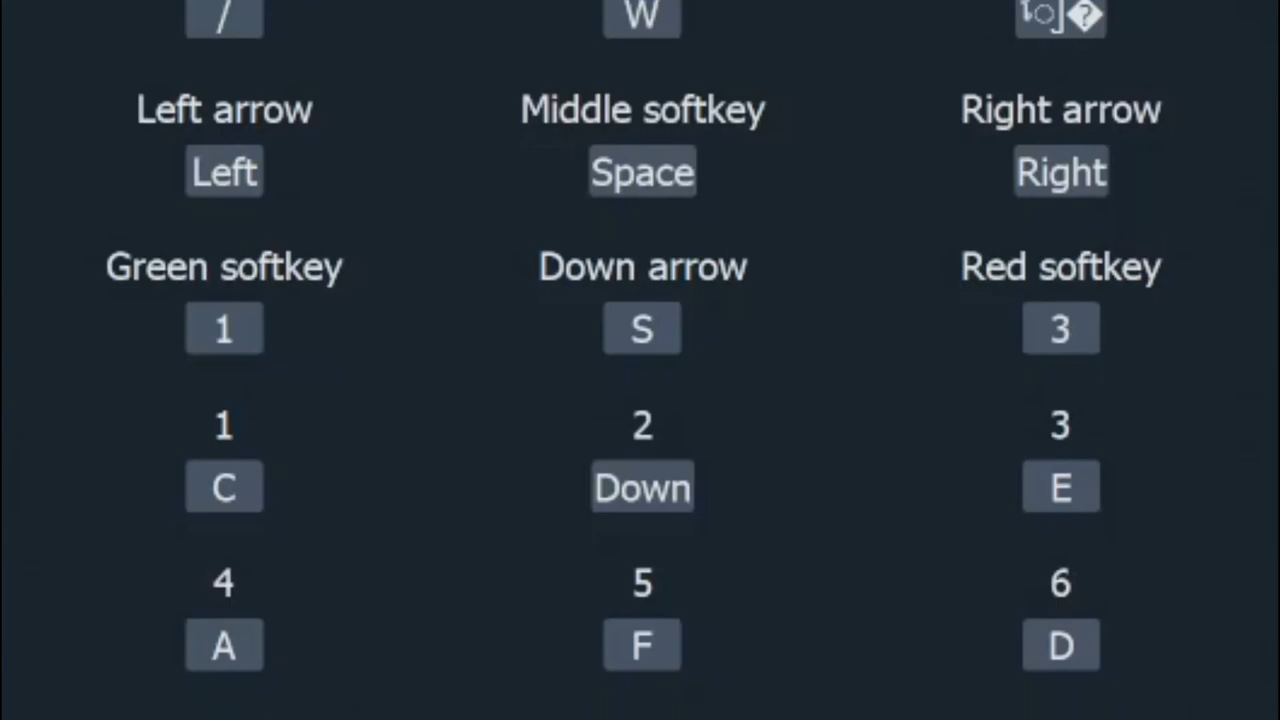 / W
Left arrow Middle softkey Right arrow
Left Space Right
Green softkey Down arrow Red softkey
1 S 3
1 2 3
C Down E
4 5 6
A F D